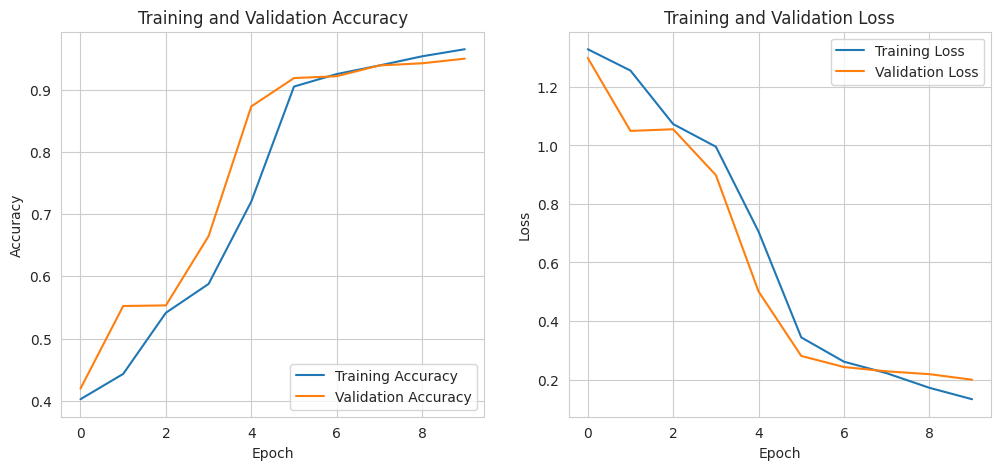 Training and Validation Accuracy
0.9
0.8
0.7
0.6
0.5
0.4
Accuracy
0 2 4 6 8
Epoch
Training Accuracy
Validation Accuracy
Training and Validation Loss
1.2
1.0
0.8
0.6
0.4
0.2
Loss
0 2 4 6 8
Epoch
Training Loss
Validation Loss